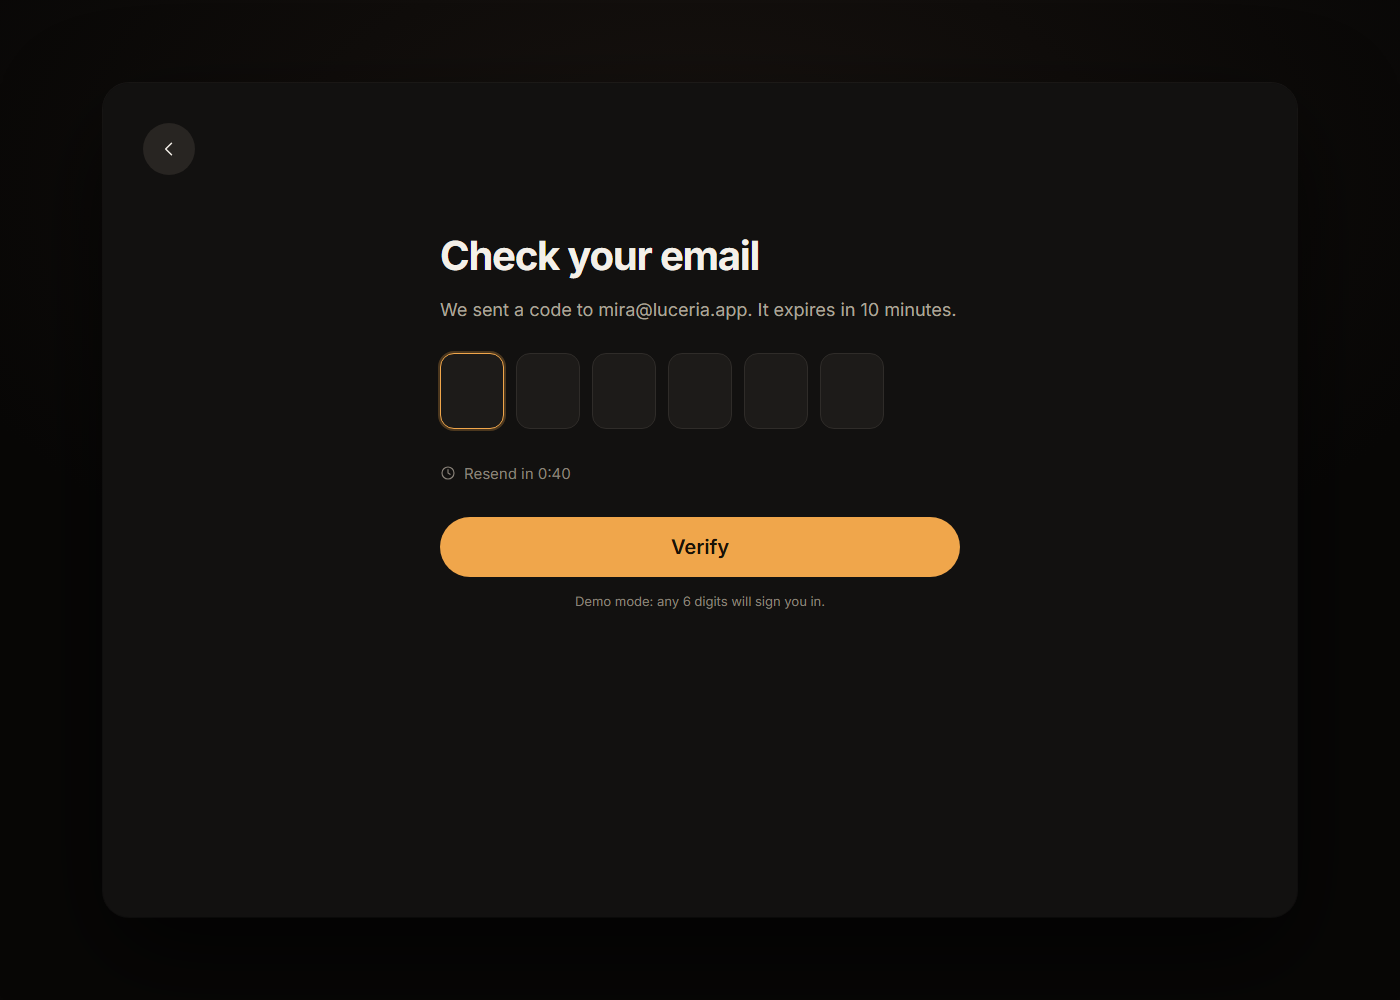 Check your email
We sent a code to mira@luceria.app. It expires in 10 minutes.
Resend in 0:40
Verify
Demo mode: any 6 digits will sign you in.